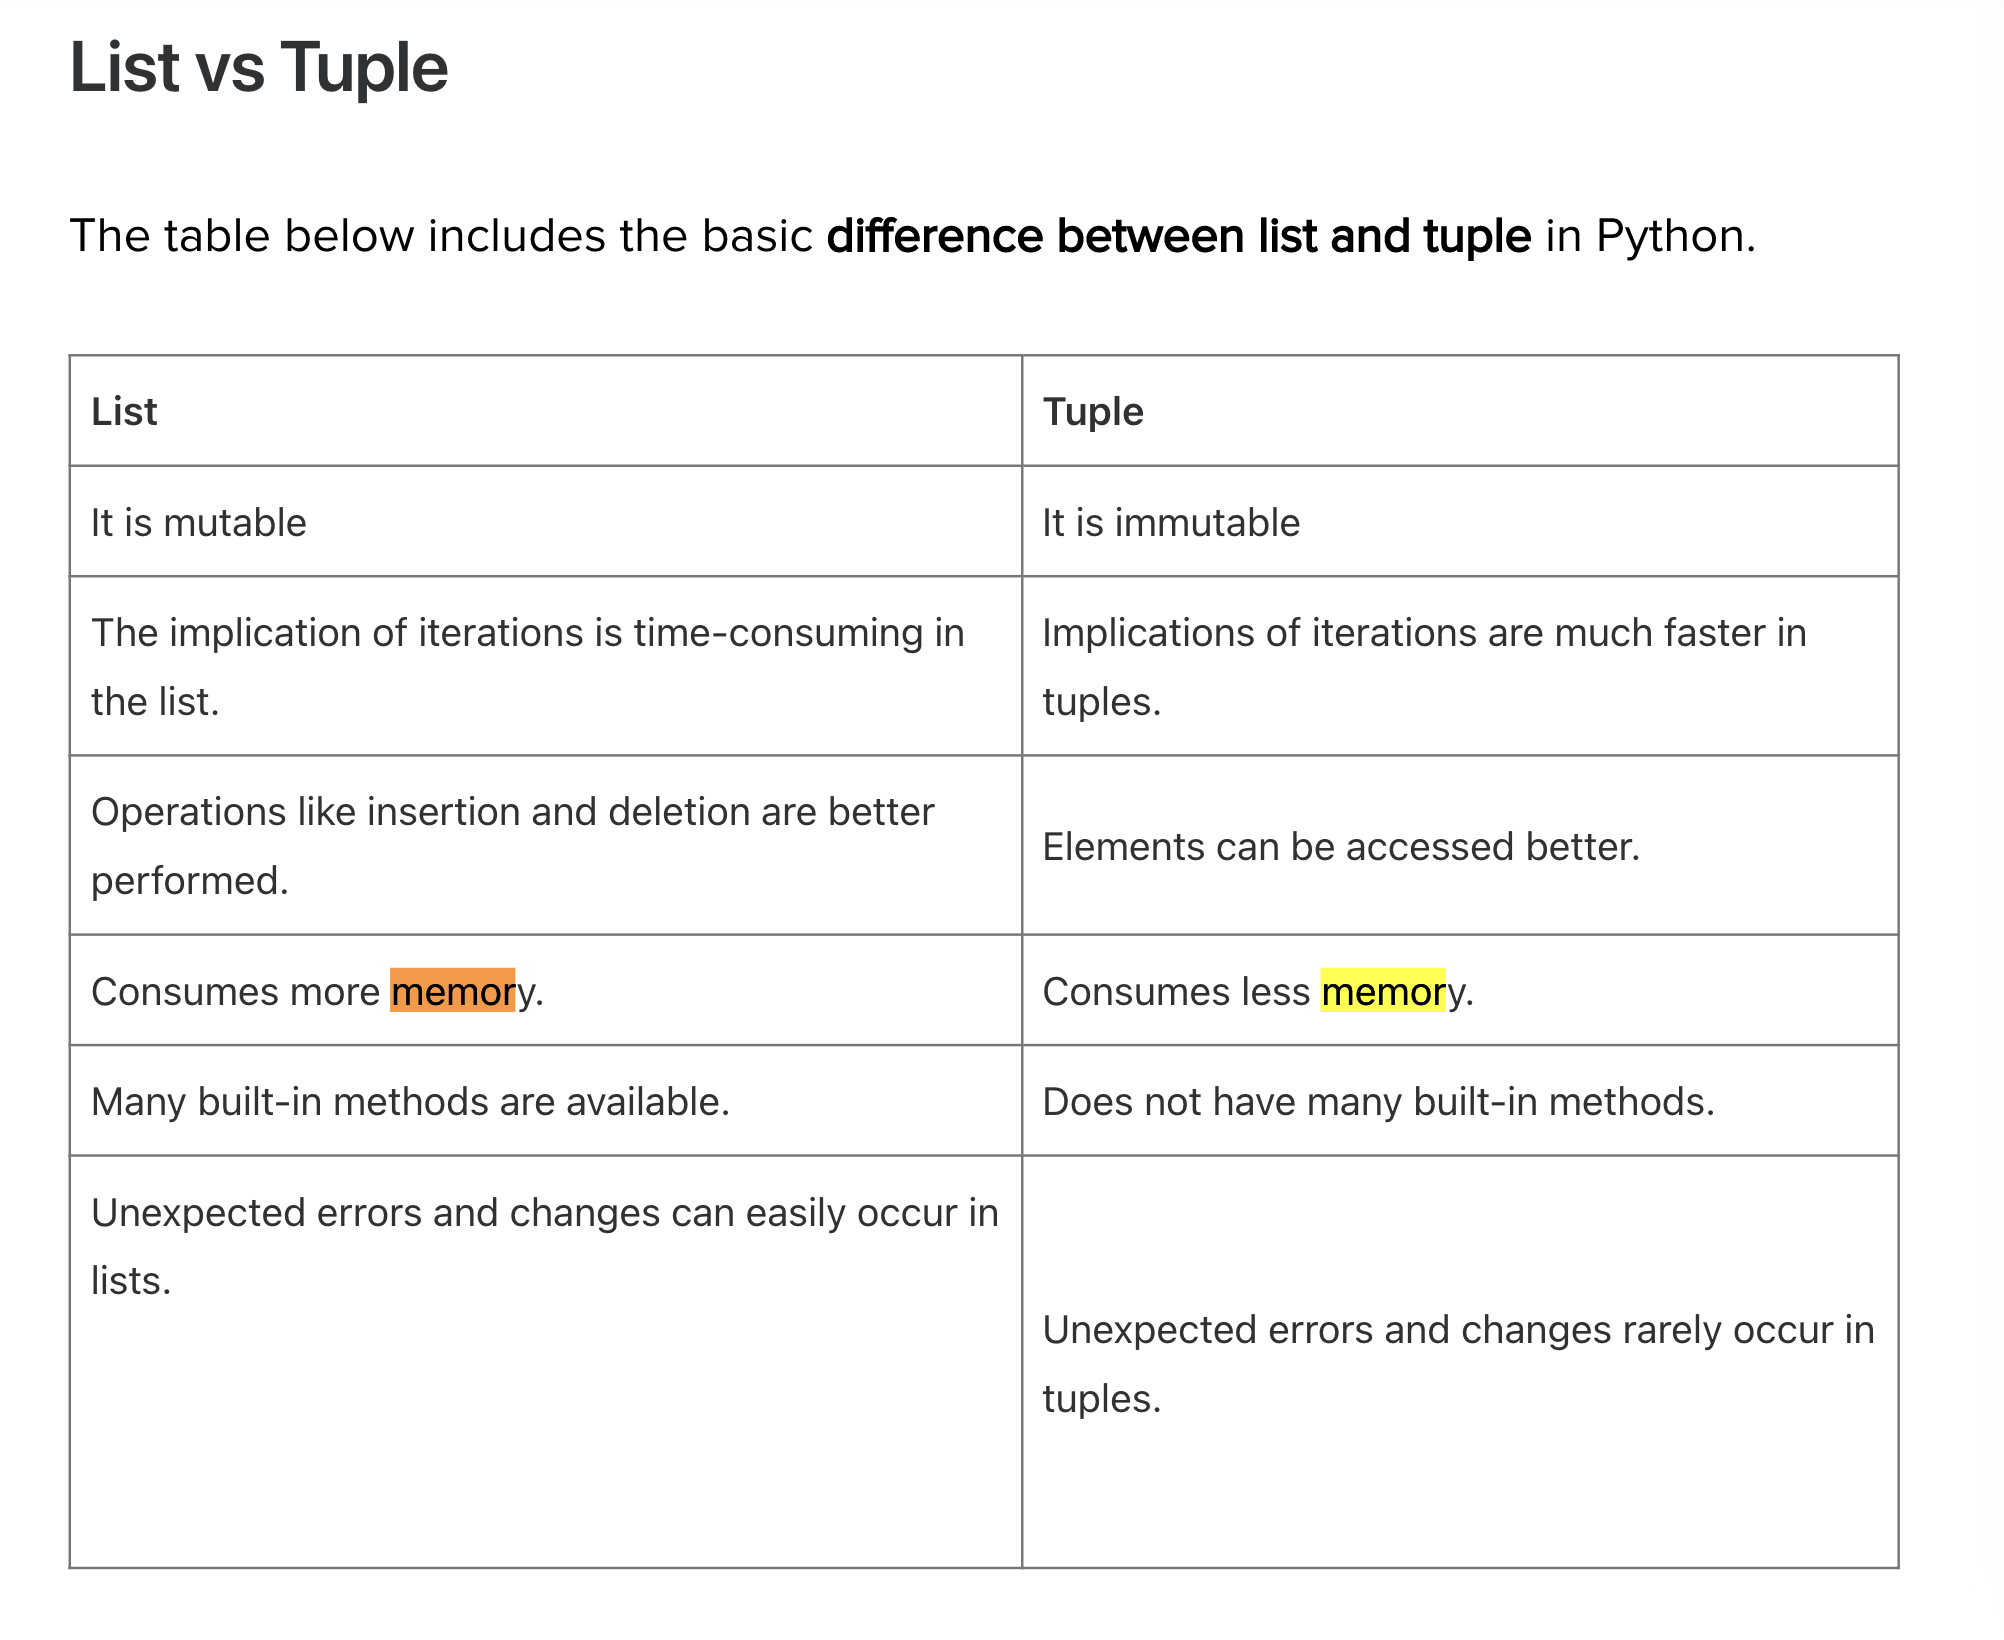 List vs Tuple
The table below includes the basic difference between list and tuple in Python.
List
Tuple
It is mutable
It is immutable
The implication of iterations is time-consuming in
the list.
Implications of iterations are much faster in
tuples.
Operations like insertion and deletion are better
performed.
Elements can be accessed better.
Consumes more memory.
Consumes less memory.
Many built-in methods are available.
Does not have many built-in methods.
Unexpected errors and changes can easily occur in
lists.
Unexpected errors and changes rarely occur in
tuples.